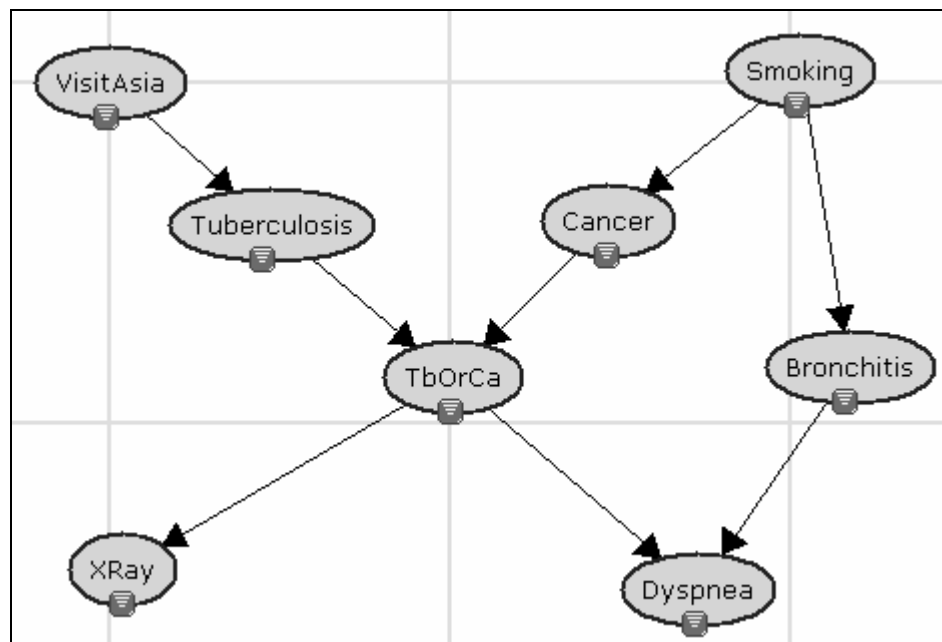 VisitAsia
Smoking
Tuberculosis
Cancer
TbOrCa
Bronchitis
XRay
Dyspnea